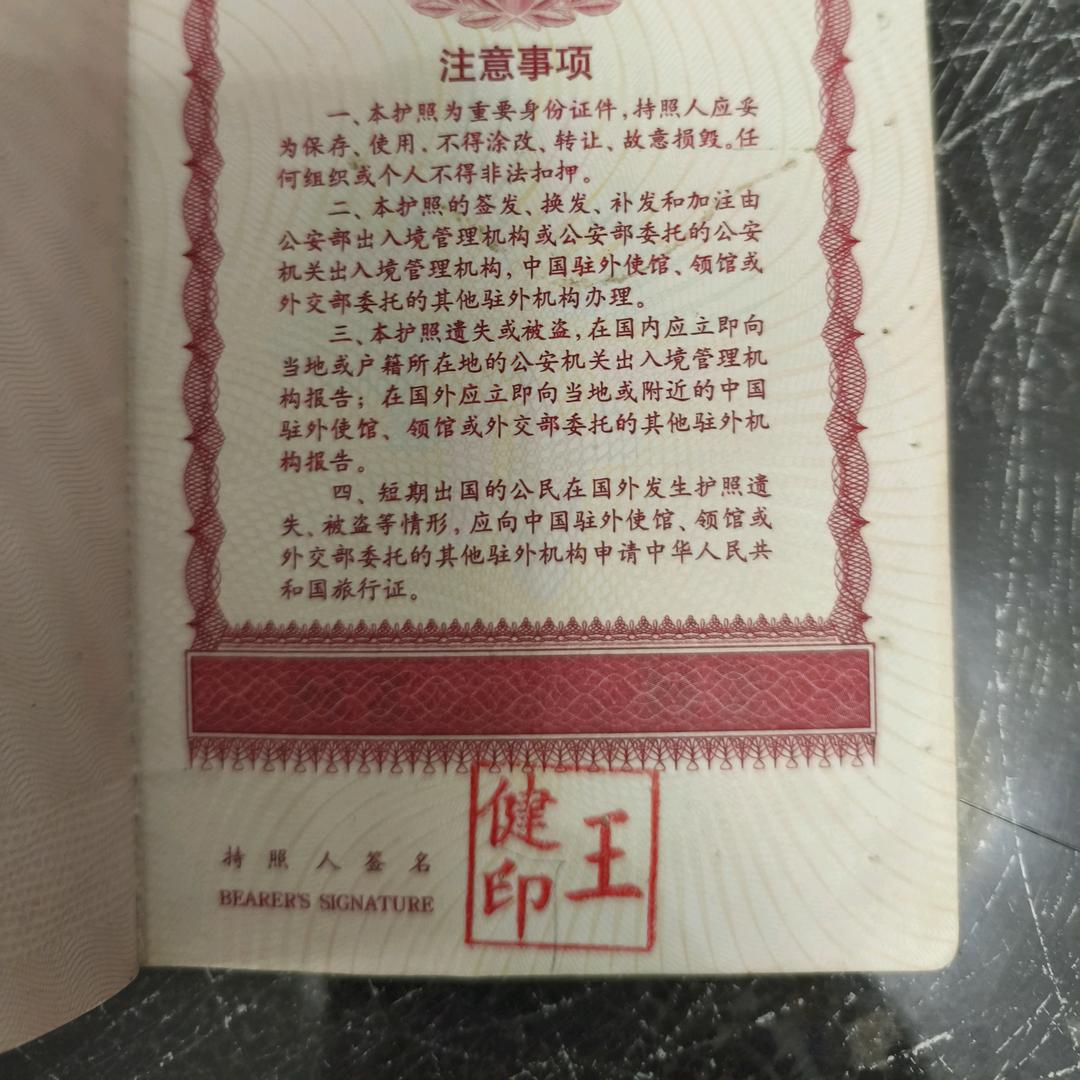 注意事项
一、本护照为重要身份证件,持照人应妥
为保存、使用,不得涂改、转让、故意损毁。任
何组织或个人不得非法扣押。
二、本护照的签发、换发、补发和加注由
公安部出入境管理机构或公安部委托的公安
机关出入境管理机构,中国驻外使馆、领馆或
外交部委托的其他驻外机构办理。
三、本护照遗失或被盗,在国内应立即向
当地或户籍所在地的公安机关出入境管理机
构报告;在国外应立即向当地或附近的中国
驻外使馆、领馆或外交部委托的其他驻外机
构报告。
四、短期出国的公民在国外发生护照遗
失、被盗等情形,应向中国驻外使馆、领馆或
外交部委托的其他驻外机构申请中华人民共
和国旅行证。
持照人签名
BEARER'S SIGNATURE
王健印